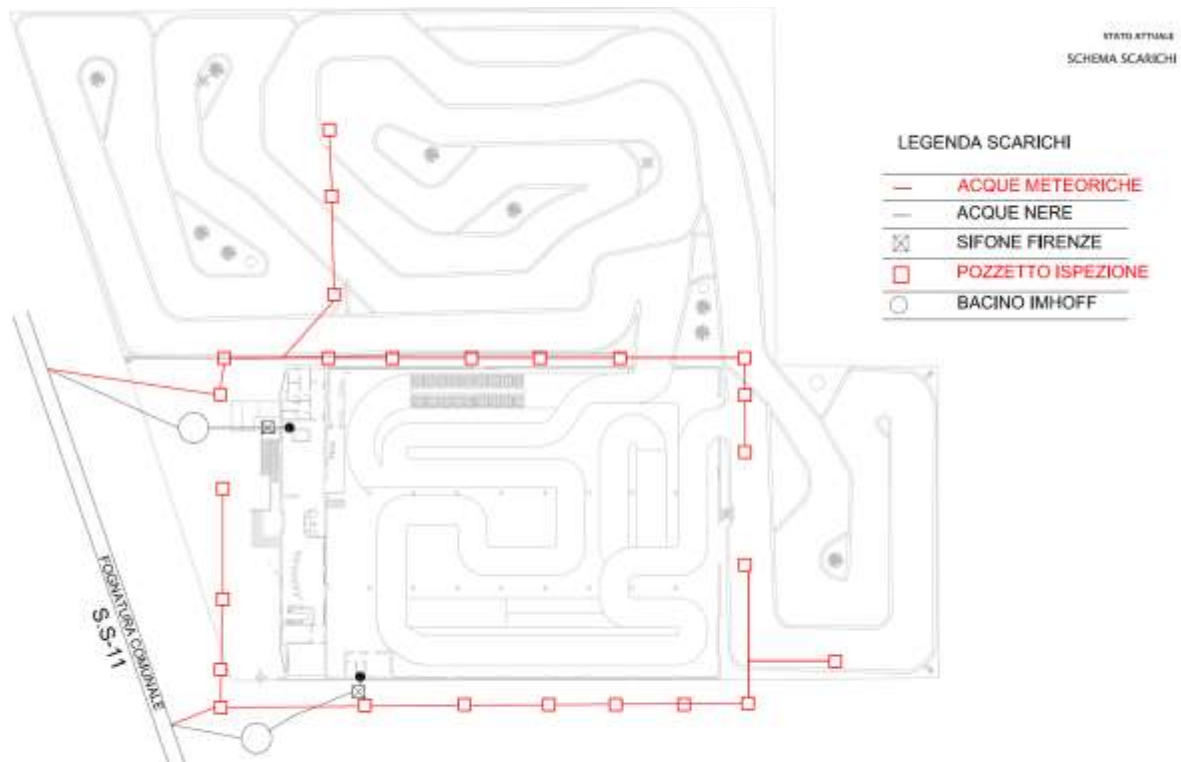 STATO ATTUALE
SCHEMA SCARICHI
LEGENDA SCARICHI
ACQUE METEORICHE
ACQUE NERE
SIFONE FIRENZE
POZZETTO ISPEZIONE
BACINO IMHOFF
FOGNATURA COMUNALE
S.S-11